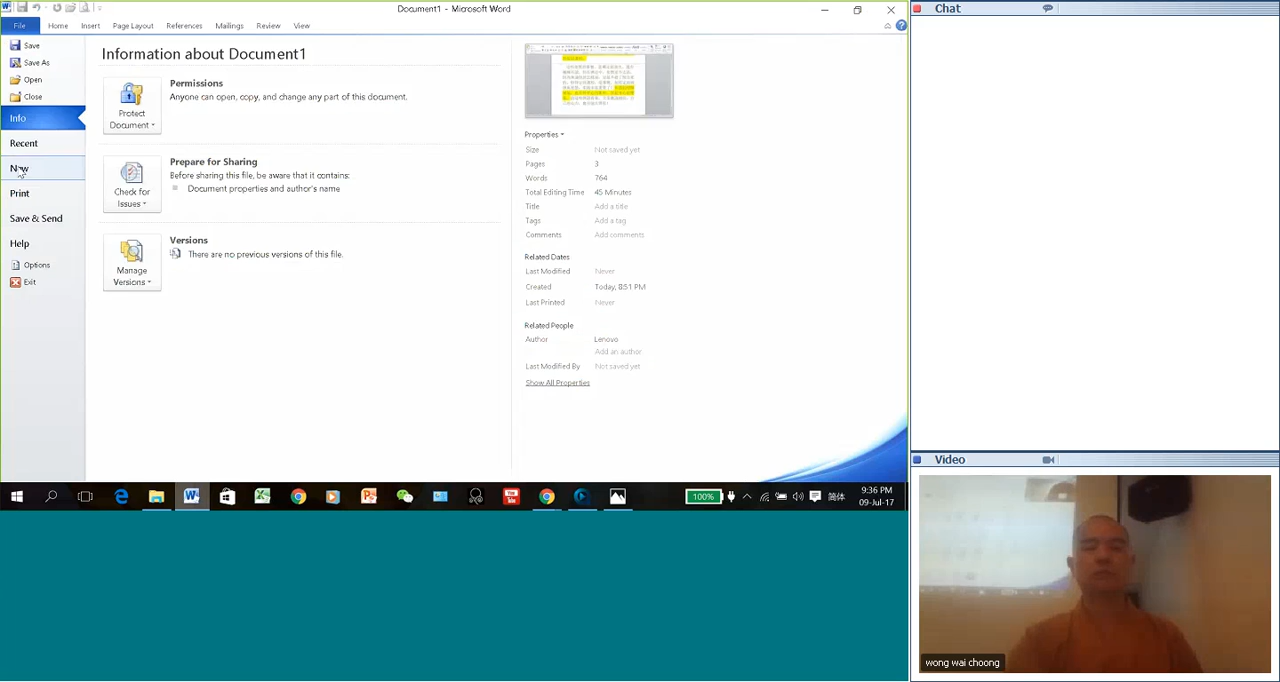 Document1 - Microsoft Word
File Home Insert Page Layout References Mailings Review View
Save
Save As
Open
Close
Info
Recent
New
Print
Save & Send
Help
Options
Exit
Information about Document1
Protect
Document
Permissions
Anyone can open, copy, and change any part of this document.
Check for
Issues
Prepare for Sharing
Before sharing this file, be aware that it contains:
Document properties and author's name
Manage
Versions
Versions
There are no previous versions of this file.
Properties
Size Not saved yet
Pages 3
Words 764
Total Editing Time 45 Minutes
Title Add a title
Tags Add a tag
Comments Add comments
Related Dates
Last Modified Never
Created Today, 8:51 PM
Last Printed Never
Related People
Author Lenovo
Add an author
Last Modified By Not saved yet
Show All Properties
100%
简体
9:36 PM
09-Jul-17
Chat
Video
wong wai choong